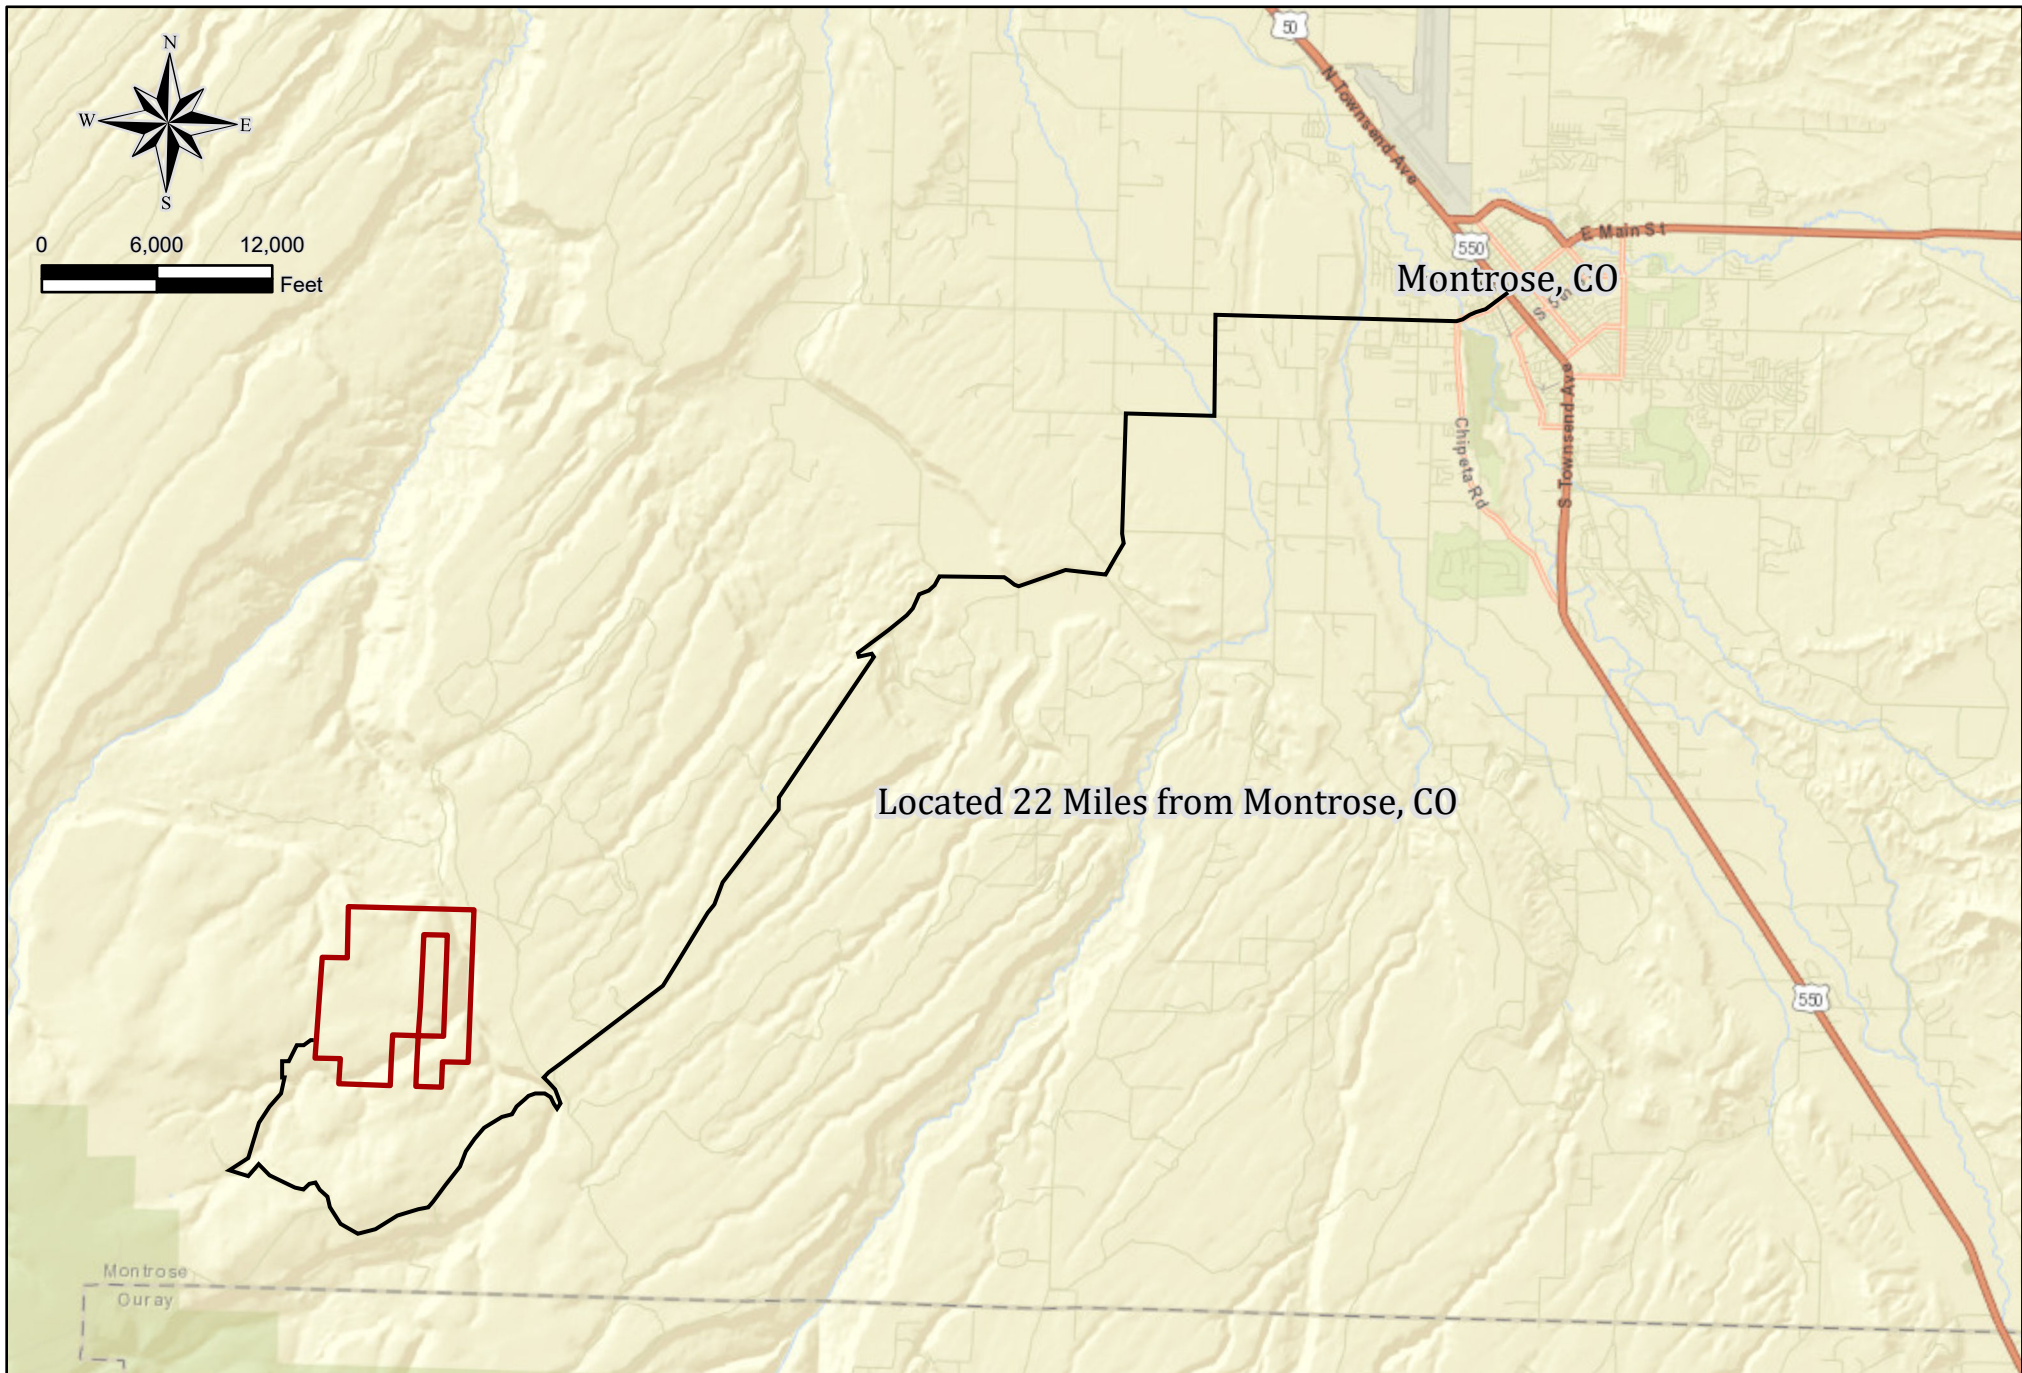 N
W
E
S
0 6,000 12,000
Feet
50
N Townsend Ave
550
E Main St
Montrose, CO
S 5
Chipeta Rd
S Townsend Ave
Located 22 Miles from Montrose, CO
550
Montrose
Ouray